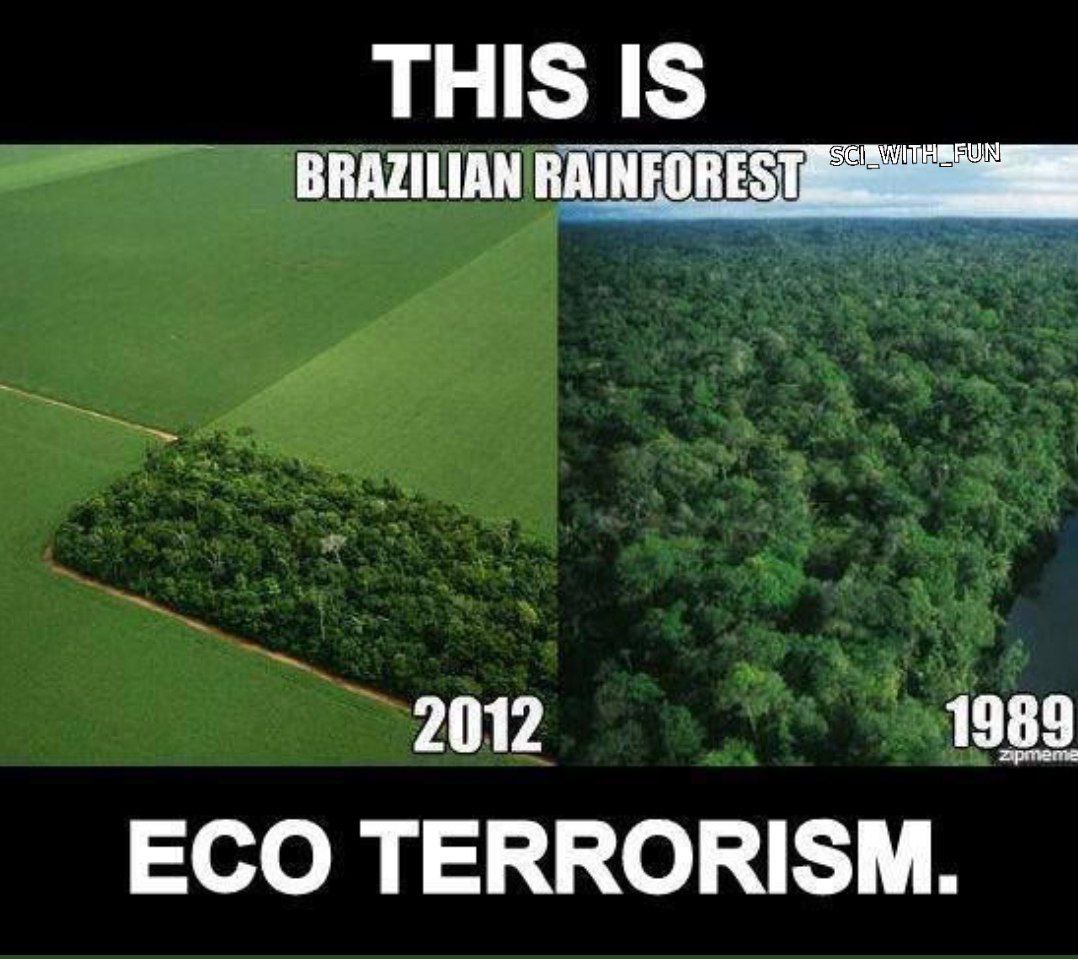 THIS IS
BRAZILIAN RAINFOREST
SCI_WITH_FUN
2012
1989
zipmeme
ECO TERRORISM.